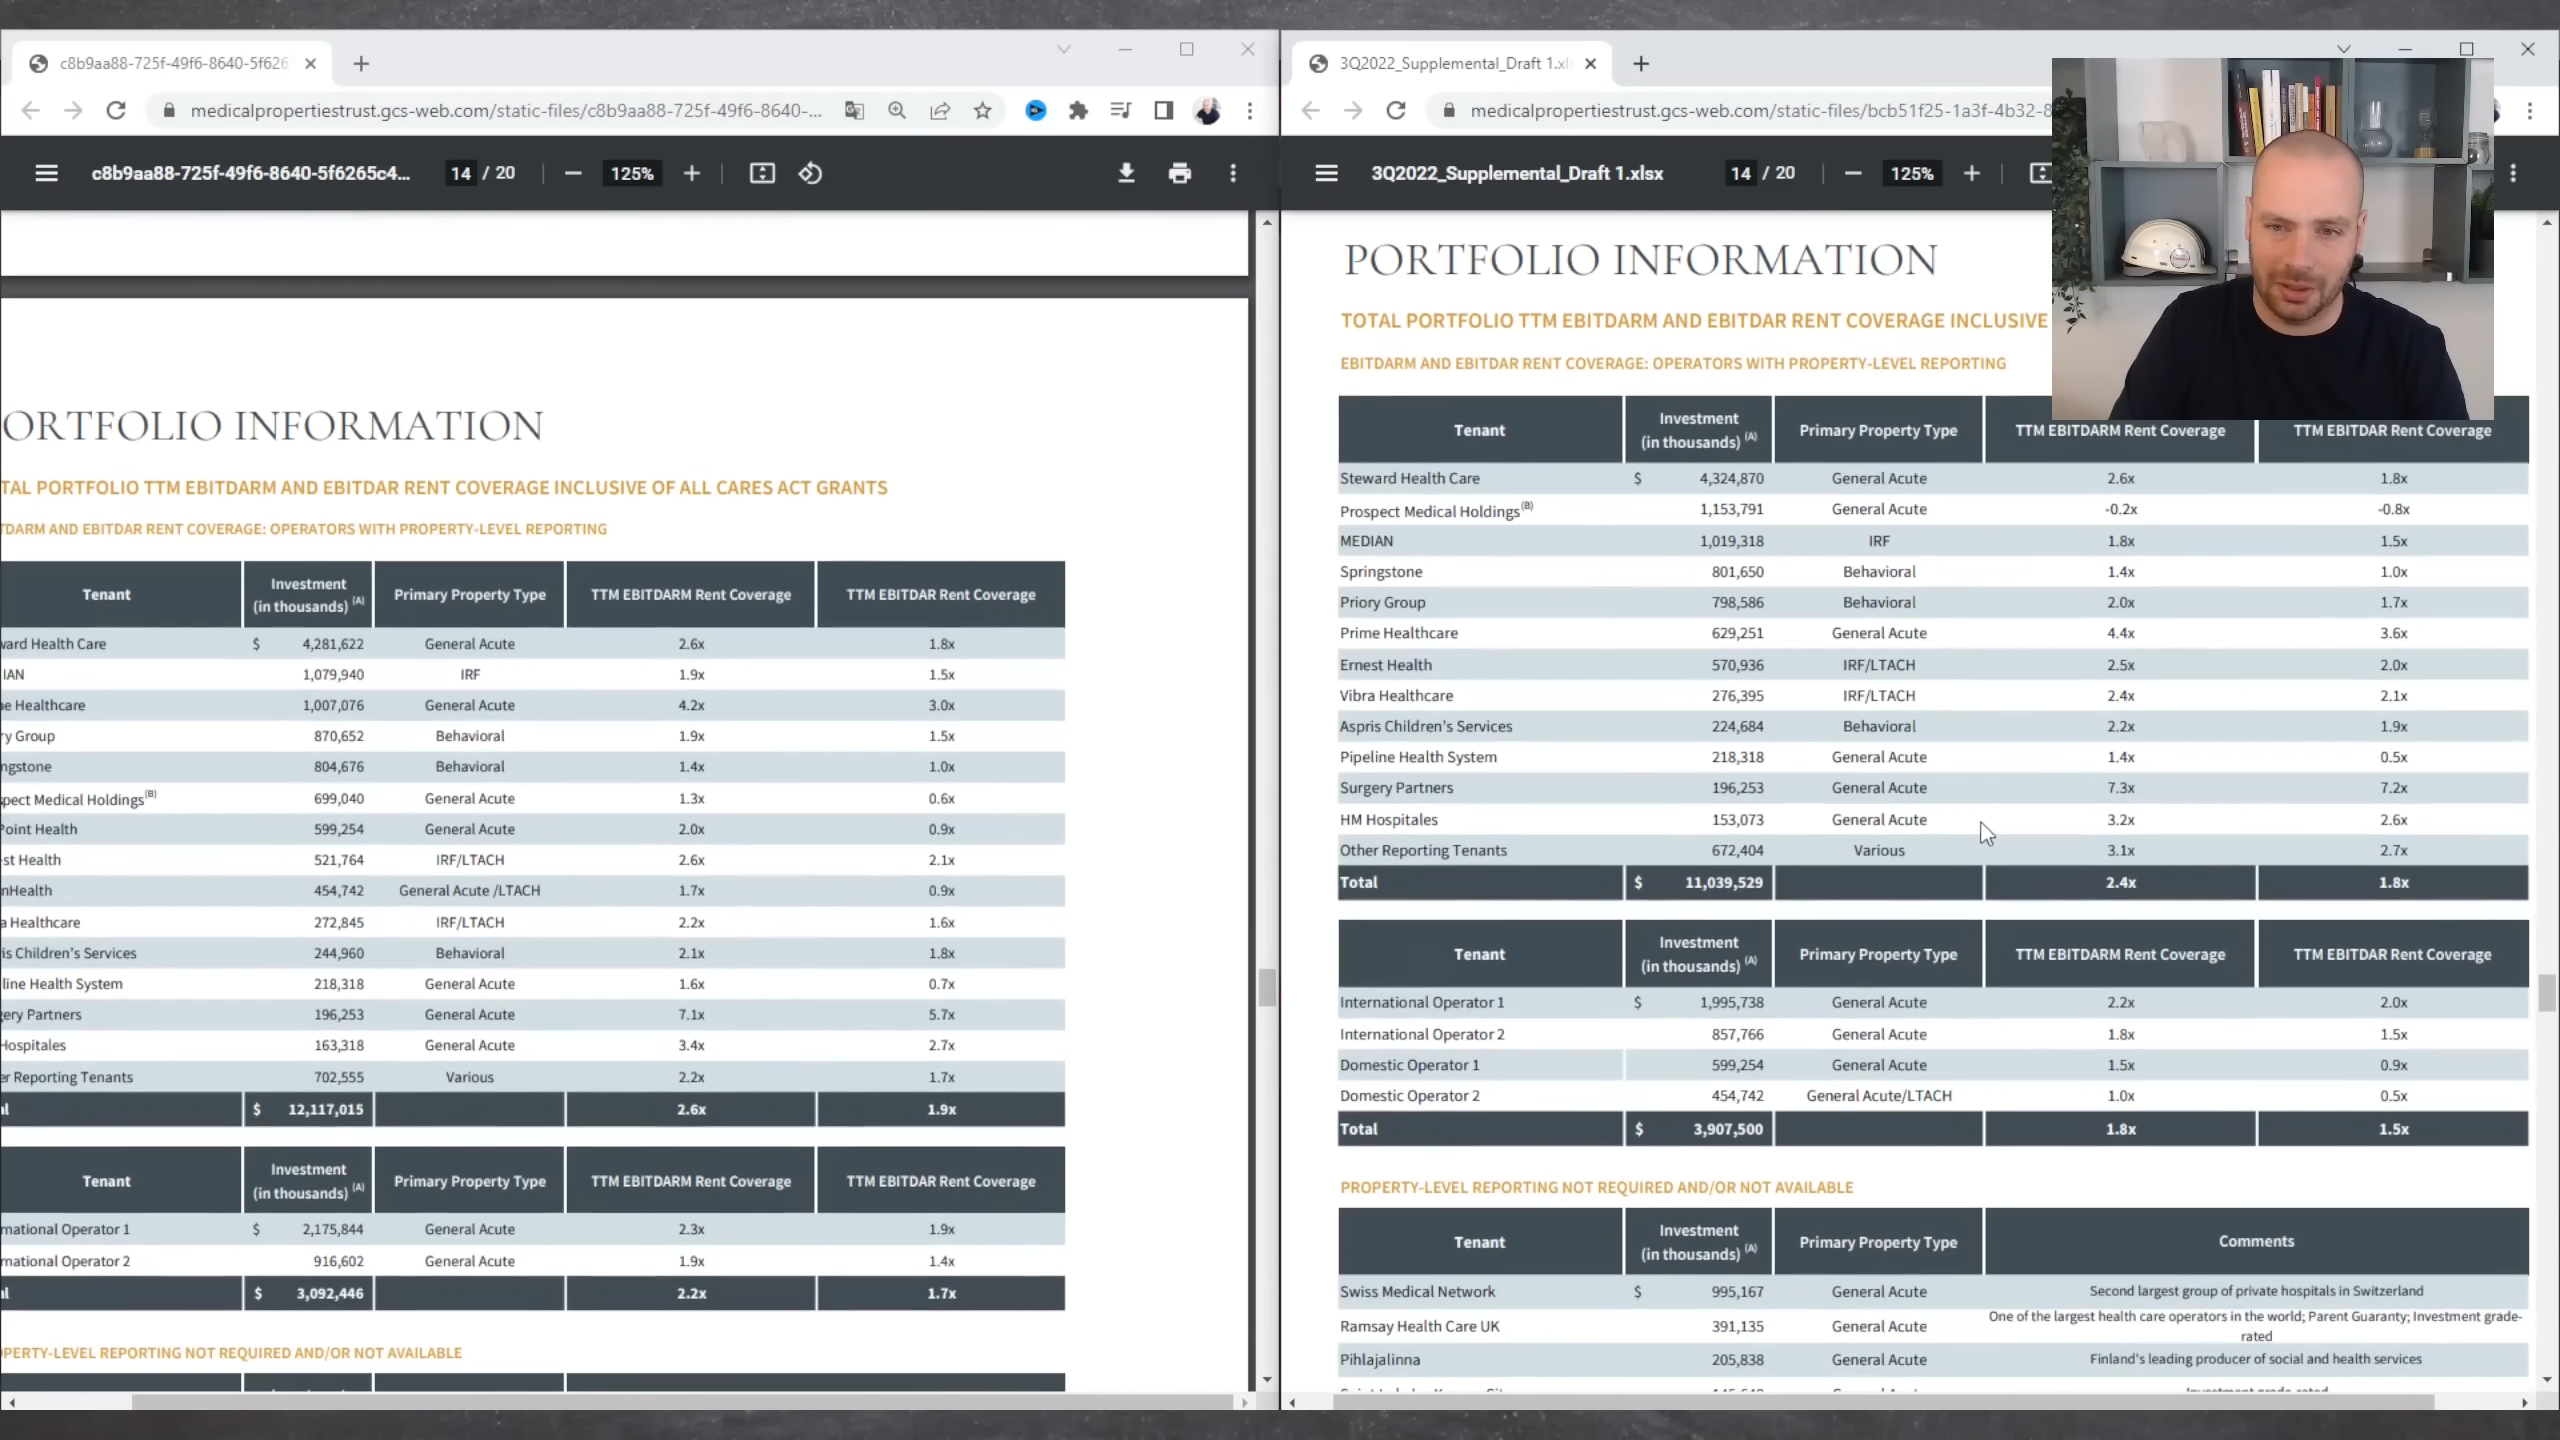 c8b9aa88-725f-49f6-8640-5f626
medicalpropertiestrust.gcs-web.com/static-files/c8b9aa88-725f-49f6-8640-...
c8b9aa88-725f-49f6-8640-5f6265c4...
14 / 20
125%
ORTFOLIO INFORMATION
TAL PORTFOLIO TTM EBITDARM AND EBITDAR RENT COVERAGE INCLUSIVE OF ALL CARES ACT GRANTS
TDARM AND EBITDAR RENT COVERAGE: OPERATORS WITH PROPERTY-LEVEL REPORTING
Tenant Investment (in thousands) (A) Primary Property Type TTM EBITDARM Rent Coverage TTM EBITDAR Rent Coverage
ward Health Care $ 4,281,622 General Acute 2.6x 1.8x
IAN 1,079,940 IRF 1.9x 1.5x
ne Healthcare 1,007,076 General Acute 4.2x 3.0x
ry Group 870,652 Behavioral 1.9x 1.5x
ngstone 804,676 Behavioral 1.4x 1.0x
pect Medical Holdings(B) 699,040 General Acute 1.3x 0.6x
Point Health 599,254 General Acute 2.0x 0.9x
st Health 521,764 IRF/LTACH 2.6x 2.1x
nHealth 454,742 General Acute /LTACH 1.7x 0.9x
a Healthcare 272,845 IRF/LTACH 2.2x 1.6x
is Children's Services 244,960 Behavioral 2.1x 1.8x
line Health System 218,318 General Acute 1.6x 0.7x
gery Partners 196,253 General Acute 7.1x 5.7x
Hospitales 163,318 General Acute 3.4x 2.7x
er Reporting Tenants 702,555 Various 2.2x 1.7x
al $ 12,117,015 2.6x 1.9x
Tenant Investment (in thousands) (A) Primary Property Type TTM EBITDARM Rent Coverage TTM EBITDAR Rent Coverage
rnational Operator 1 $ 2,175,844 General Acute 2.3x 1.9x
rnational Operator 2 916,602 General Acute 1.9x 1.4x
al $ 3,092,446 2.2x 1.7x
OPERTY-LEVEL REPORTING NOT REQUIRED AND/OR NOT AVAILABLE
3Q2022_Supplemental_Draft 1.xls
medicalpropertiestrust.gcs-web.com/static-files/bcb51f25-1a3f-4b32-8
3Q2022_Supplemental_Draft 1.xlsx
14 / 20
125%
PORTFOLIO INFORMATION
TOTAL PORTFOLIO TTM EBITDARM AND EBITDAR RENT COVERAGE INCLUSIVE
EBITDARM AND EBITDAR RENT COVERAGE: OPERATORS WITH PROPERTY-LEVEL REPORTING
Tenant Investment (in thousands) (A) Primary Property Type TTM EBITDARM Rent Coverage TTM EBITDAR Rent Coverage
Steward Health Care $ 4,324,870 General Acute 2.6x 1.8x
Prospect Medical Holdings(B) 1,153,791 General Acute -0.2x -0.8x
MEDIAN 1,019,318 IRF 1.8x 1.5x
Springstone 801,650 Behavioral 1.4x 1.0x
Priory Group 798,586 Behavioral 2.0x 1.7x
Prime Healthcare 629,251 General Acute 4.4x 3.6x
Ernest Health 570,936 IRF/LTACH 2.5x 2.0x
Vibra Healthcare 276,395 IRF/LTACH 2.4x 2.1x
Aspris Children's Services 224,684 Behavioral 2.2x 1.9x
Pipeline Health System 218,318 General Acute 1.4x 0.5x
Surgery Partners 196,253 General Acute 7.3x 7.2x
HM Hospitales 153,073 General Acute 3.2x 2.6x
Other Reporting Tenants 672,404 Various 3.1x 2.7x
Total $ 11,039,529 2.4x 1.8x
Tenant Investment (in thousands) (A) Primary Property Type TTM EBITDARM Rent Coverage TTM EBITDAR Rent Coverage
International Operator 1 $ 1,995,738 General Acute 2.2x 2.0x
International Operator 2 857,766 General Acute 1.8x 1.5x
Domestic Operator 1 599,254 General Acute 1.5x 0.9x
Domestic Operator 2 454,742 General Acute/LTACH 1.0x 0.5x
Total $ 3,907,500 1.8x 1.5x
PROPERTY-LEVEL REPORTING NOT REQUIRED AND/OR NOT AVAILABLE
Tenant Investment (in thousands) (A) Primary Property Type Comments
Swiss Medical Network $ 995,167 General Acute Second largest group of private hospitals in Switzerland
Ramsay Health Care UK 391,135 General Acute One of the largest health care operators in the world; Parent Guaranty; Investment grade-
rated
Pihlajalinna 205,838 General Acute Finland's leading producer of social and health services